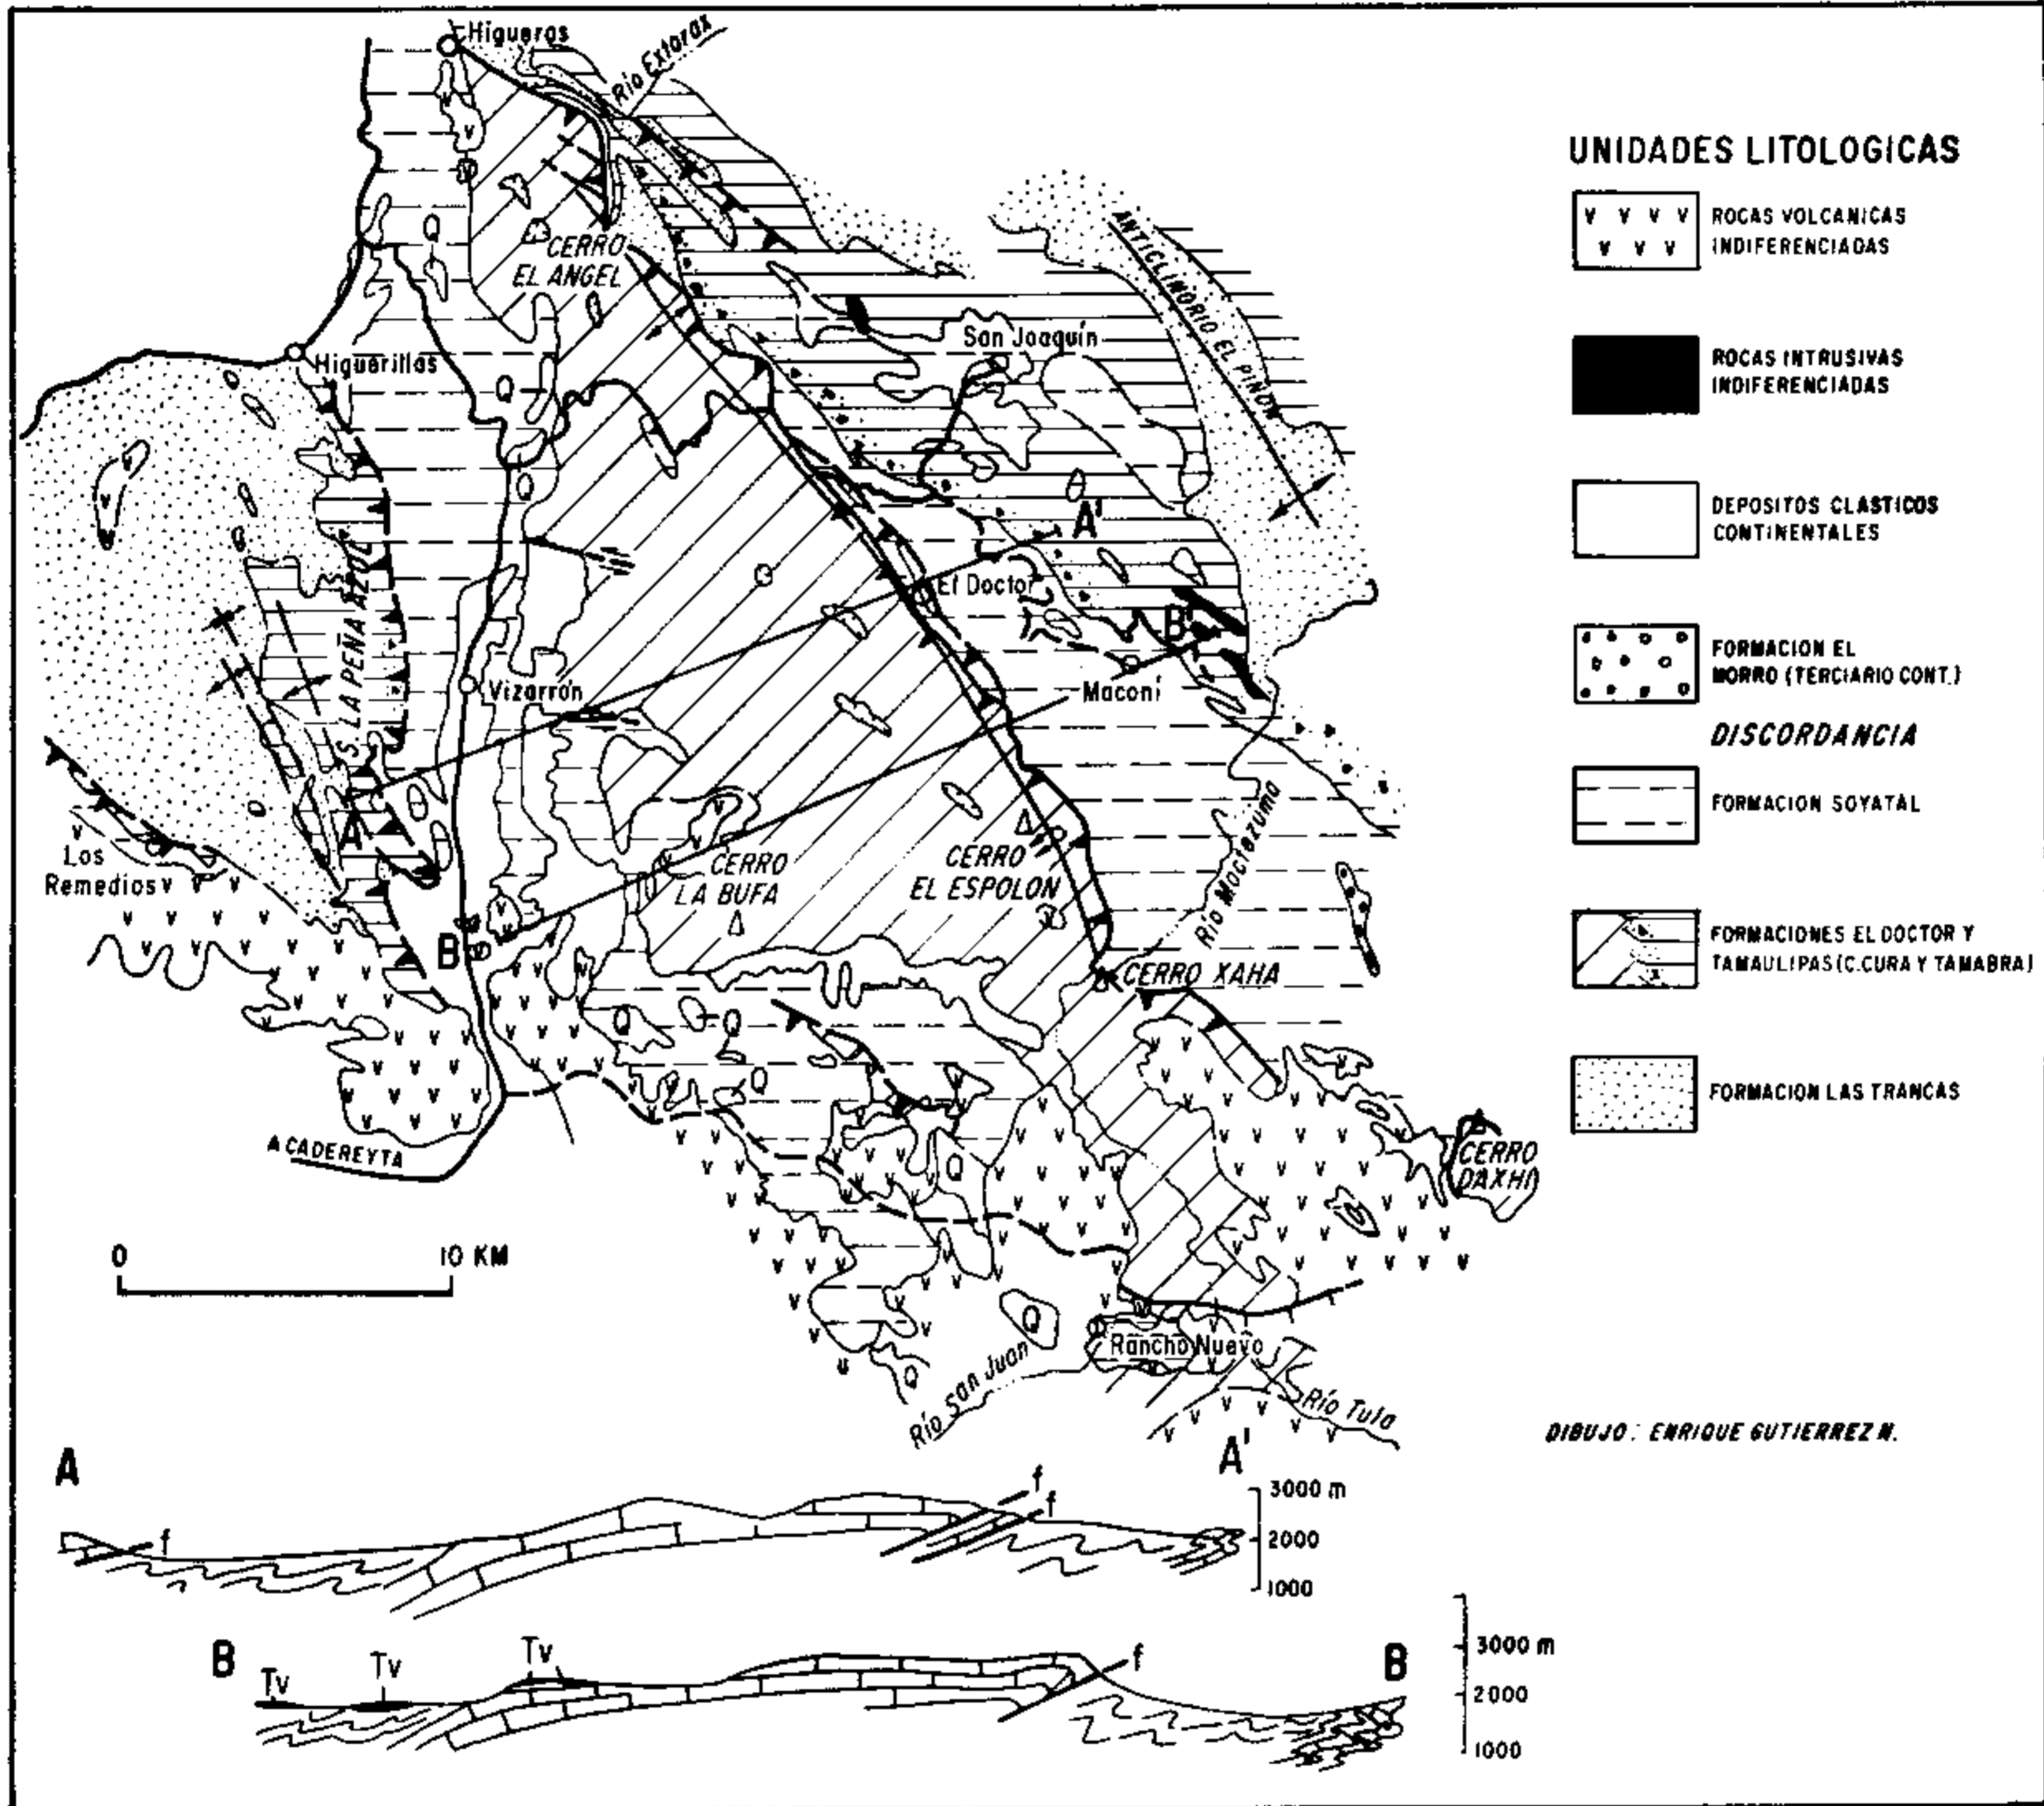 Higueras
Río Extorax
Q
CERRO
EL ANGEL
ANTICLINORIO EL PIÑON
San Joaquín
Higuerillas
Q
Q
A'
S. LA PEÑA AZUL
El Doctor
B'
Vizarrón
Maconí
A
Los
Remedios
CERRO
LA BUFA
CERRO
EL ESPOLON
Río Moctezuma
B
CERRO XAHA
Q
Q
Q
CERRO
DAXHI
A CADEREYTA
Q
0 10 KM
Q
Rancho Nuevo
Q
Río San Juan
Río Tula
UNIDADES LITOLOGICAS
V V V V
V V V
ROCAS VOLCANICAS
INDIFERENCIADAS
ROCAS INTRUSIVAS
INDIFERENCIADAS
DEPOSITOS CLASTICOS
CONTINENTALES
FORMACION EL
MORRO (TERCIARIO CONT.)
DISCORDANCIA
FORMACION SOYATAL
FORMACIONES EL DOCTOR Y
TAMAULIPAS (C.CURA Y TAMABRA)
FORMACION LAS TRANCAS
DIBUJO: ENRIQUE GUTIERREZ N.
A
A'
f
f
f
3000 m
2000
1000
B
Tv
Tv
Tv
f
B
3000 m
2000
1000